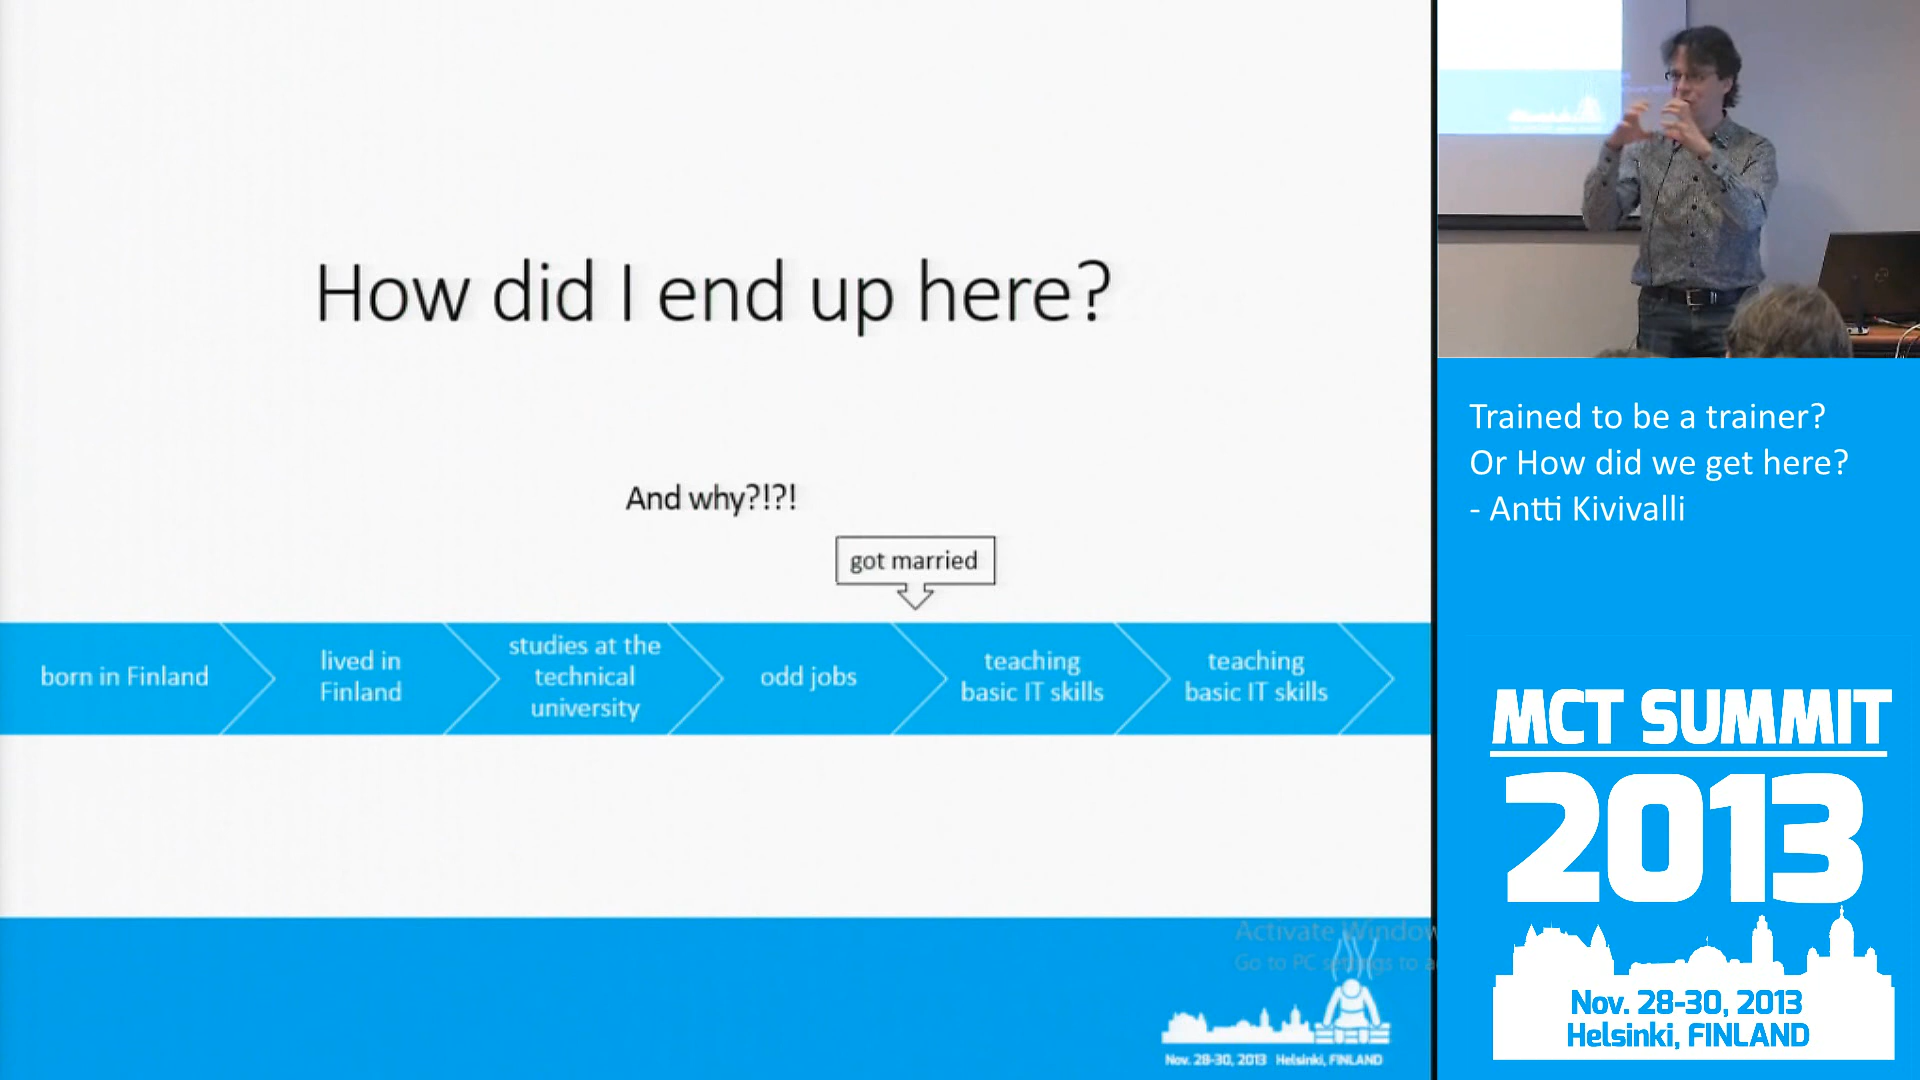 How did I end up here?
And why?!?!
got married
born in Finland
lived in
Finland
studies at the
technical
university
odd jobs
teaching
basic IT skills
teaching
basic IT skills
Activate Window
Go to PC settings to a
Nov. 28-30, 2013 Helsinki, FINLAND
Trained to be a trainer?
Or How did we get here?
- Antti Kivivalli
MCT SUMMIT
2013
Nov. 28-30, 2013
Helsinki, FINLAND